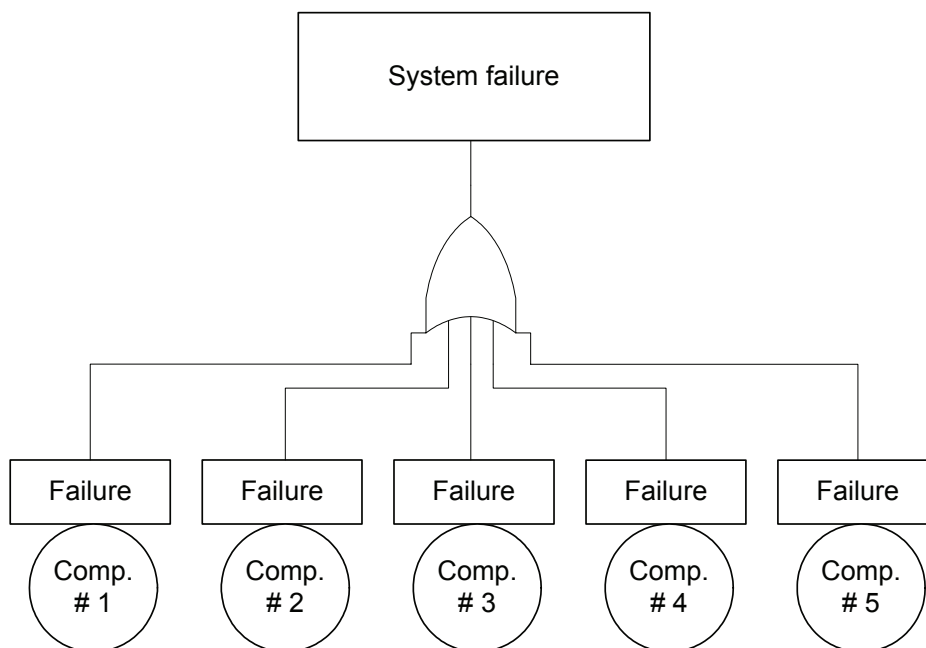 System failure
Failure
Failure
Failure
Failure
Failure
Comp.
# 1
Comp.
# 2
Comp.
# 3
Comp.
# 4
Comp.
# 5